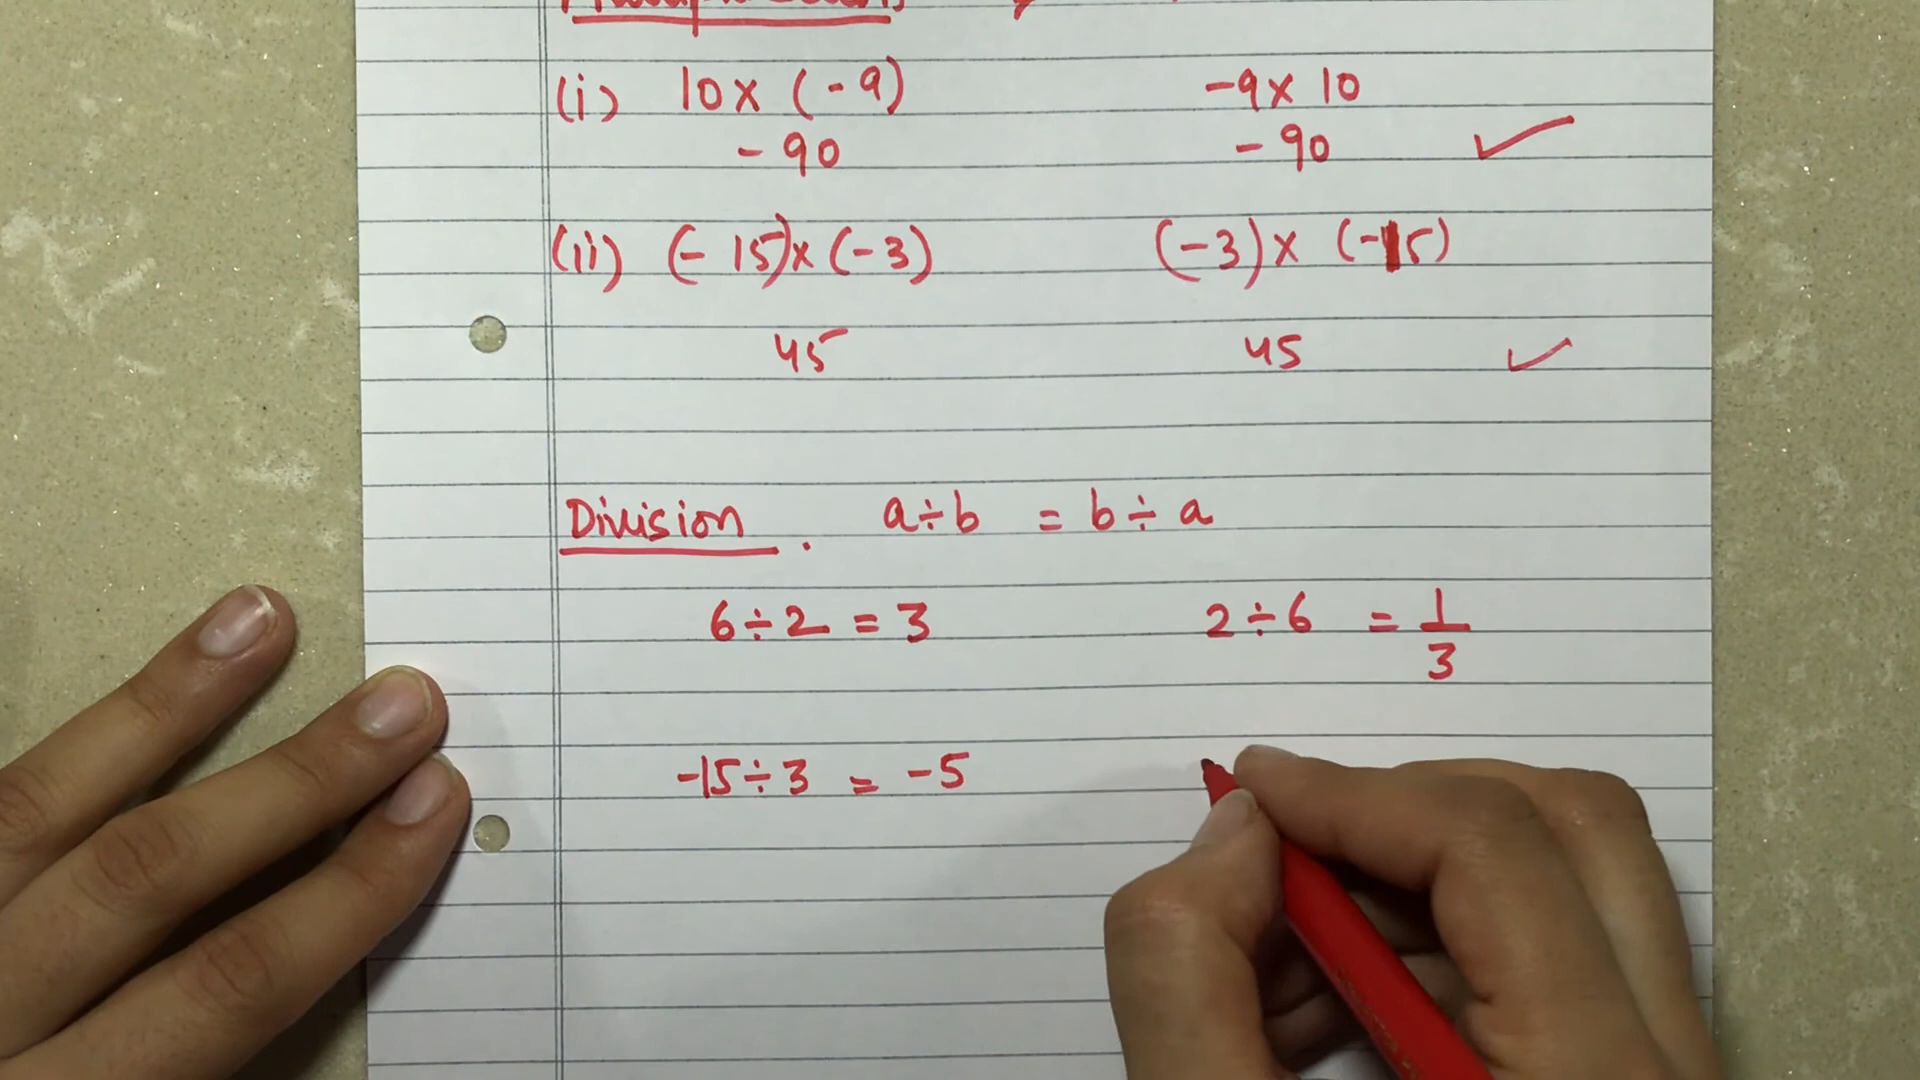 (i) 10 x (-9) -9 x 10
-90 -90 ✓
(ii) (-15) x (-3) (-3) x (-15)
45 45 ✓
Division . a÷b = b÷a
6÷2 = 3 2÷6 = 1/3
-15÷3 = -5